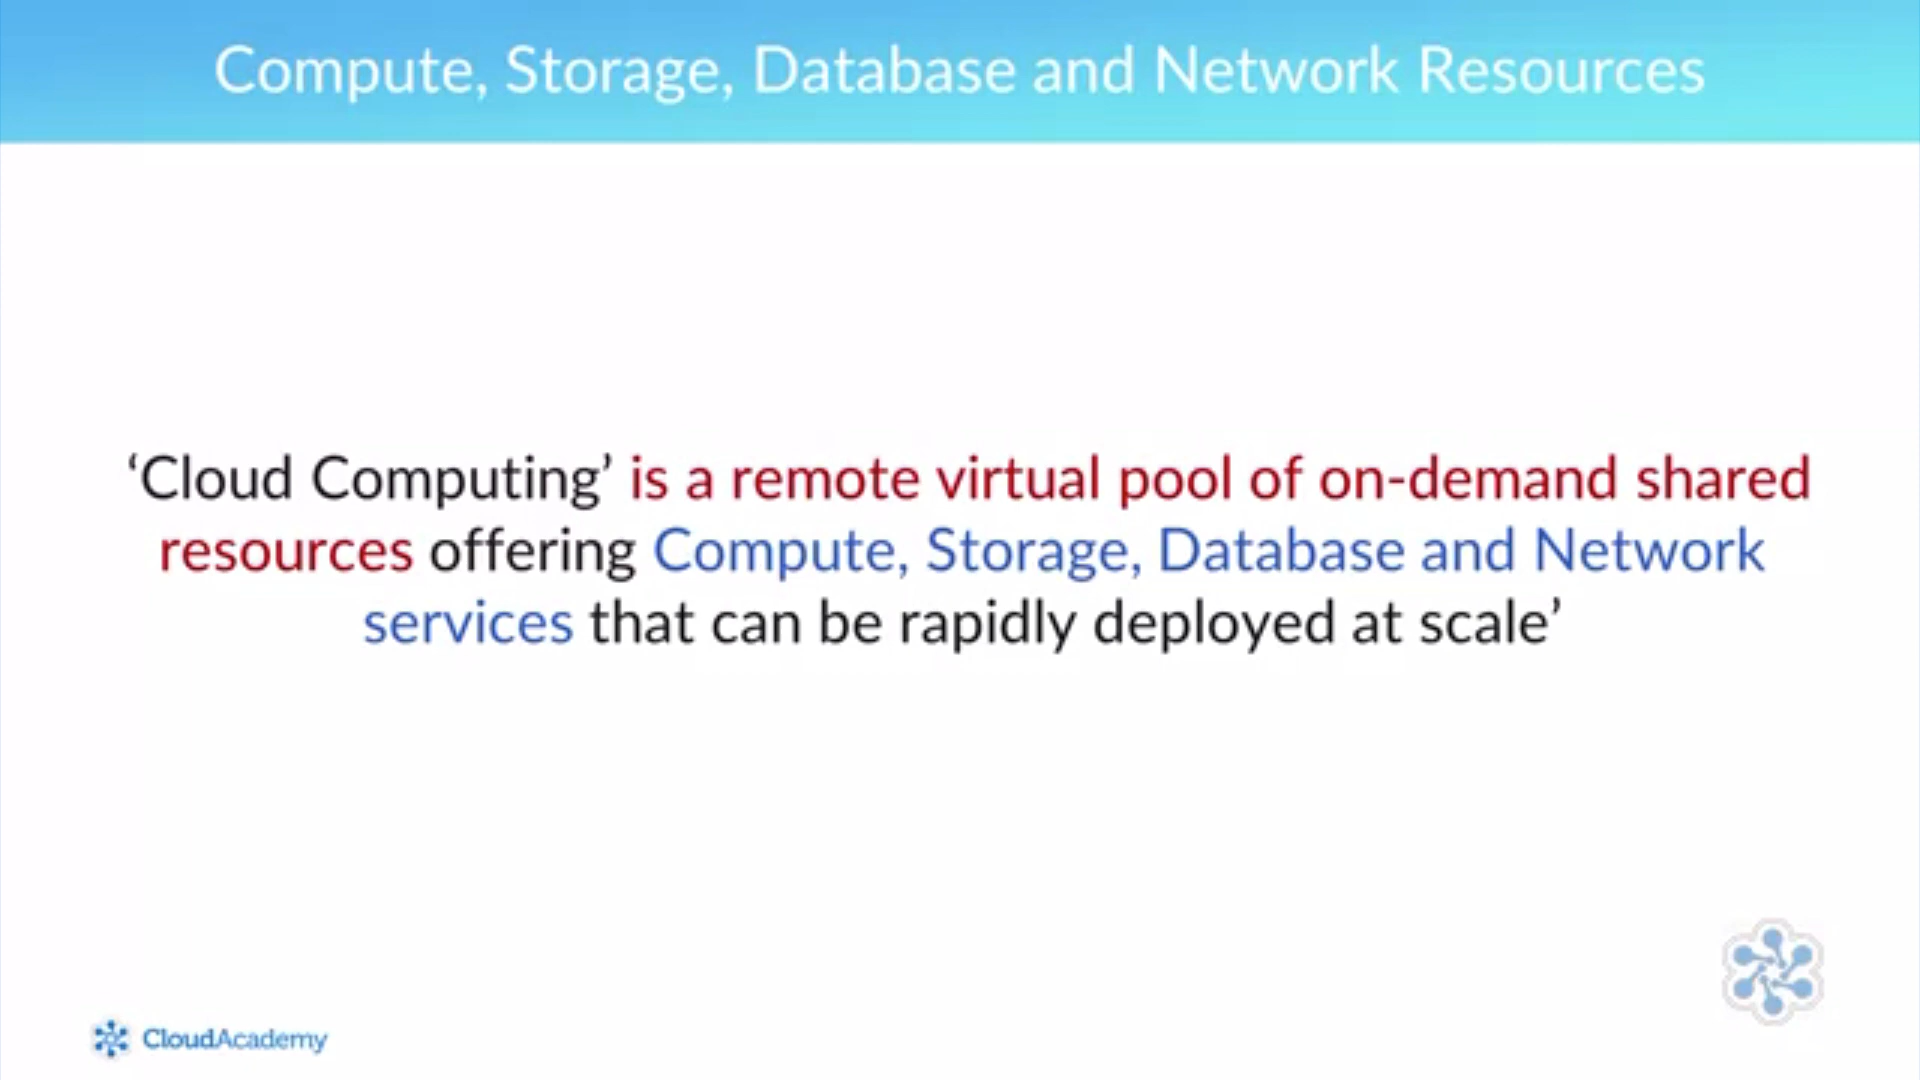 Compute, Storage, Database and Network Resources
‘Cloud Computing’ is a remote virtual pool of on-demand shared
resources offering Compute, Storage, Database and Network
services that can be rapidly deployed at scale’
CloudAcademy